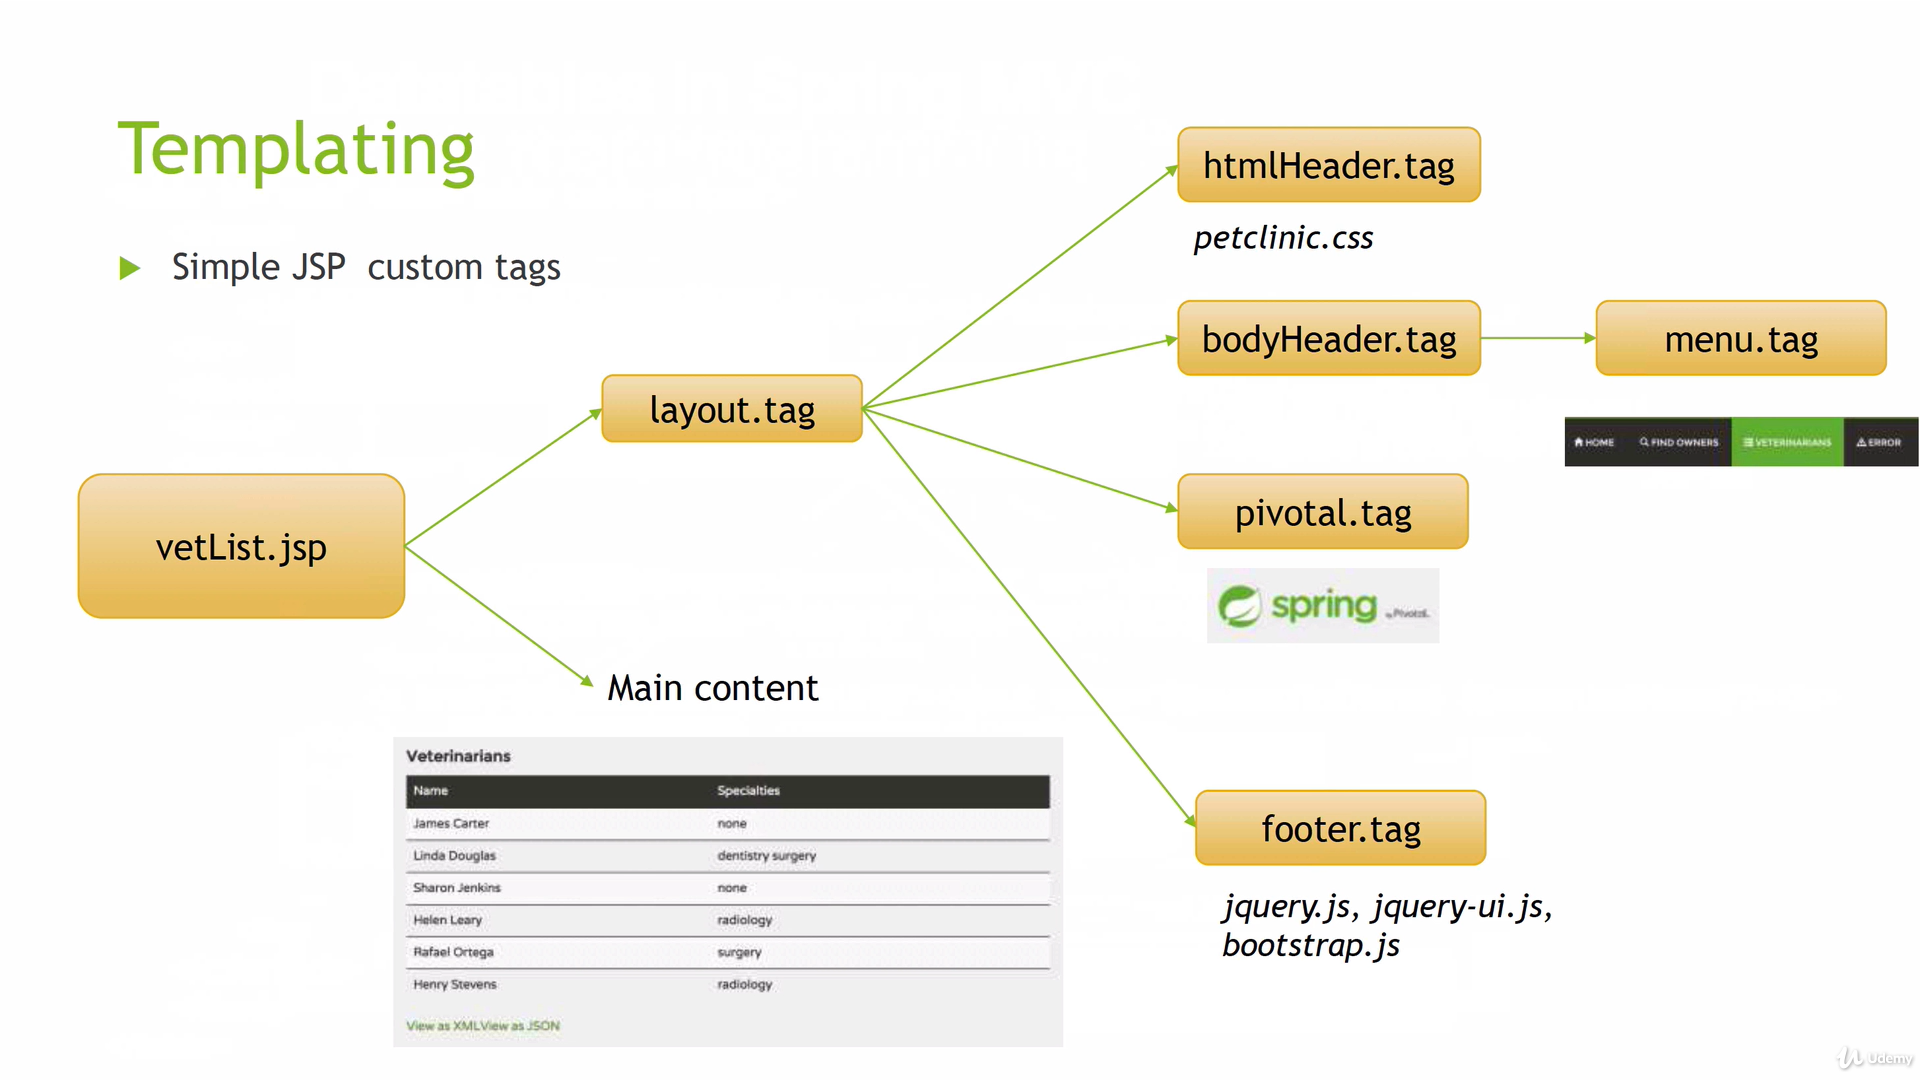 Templating
Simple JSP custom tags
vetList.jsp
layout.tag
Main content
Veterinarians
Name Specialties
James Carter none
Linda Douglas dentistry surgery
Sharon Jenkins none
Helen Leary radiology
Rafael Ortega surgery
Henry Stevens radiology
View as XMLView as JSON
htmlHeader.tag
petclinic.css
bodyHeader.tag
menu.tag
HOME FIND OWNERS VETERINARIANS ERROR
pivotal.tag
spring by Pivotal.
footer.tag
jquery.js, jquery-ui.js,
bootstrap.js
Udemy